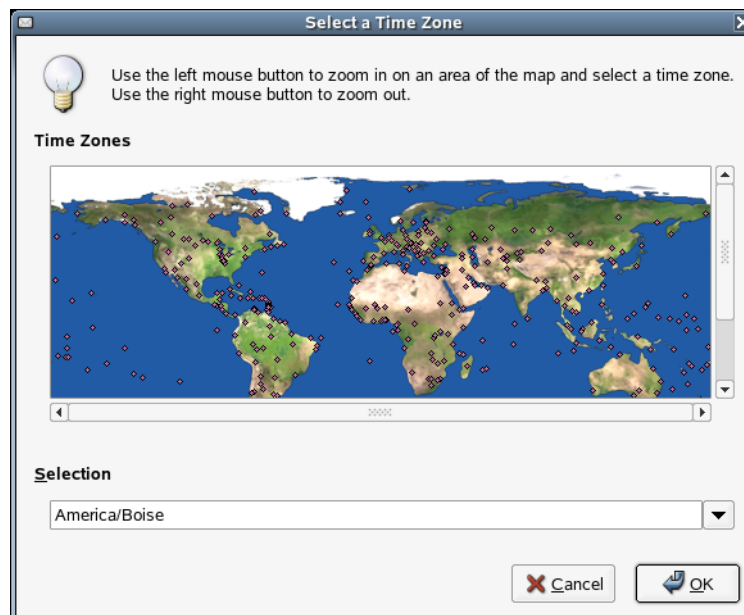 Select a Time Zone
Use the left mouse button to zoom in on an area of the map and select a time zone.
Use the right mouse button to zoom out.
Time Zones
Selection
America/Boise
Cancel
OK